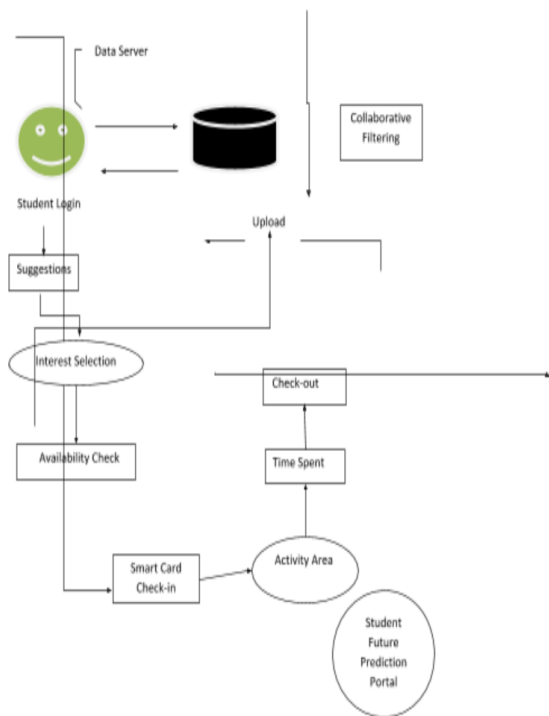 Data Server
Collaborative
Filtering
Student Login
Upload
Suggestions
Interest Selection
Check-out
Availability Check
Time Spent
Smart Card
Check-in
Activity Area
Student
Future
Prediction
Portal